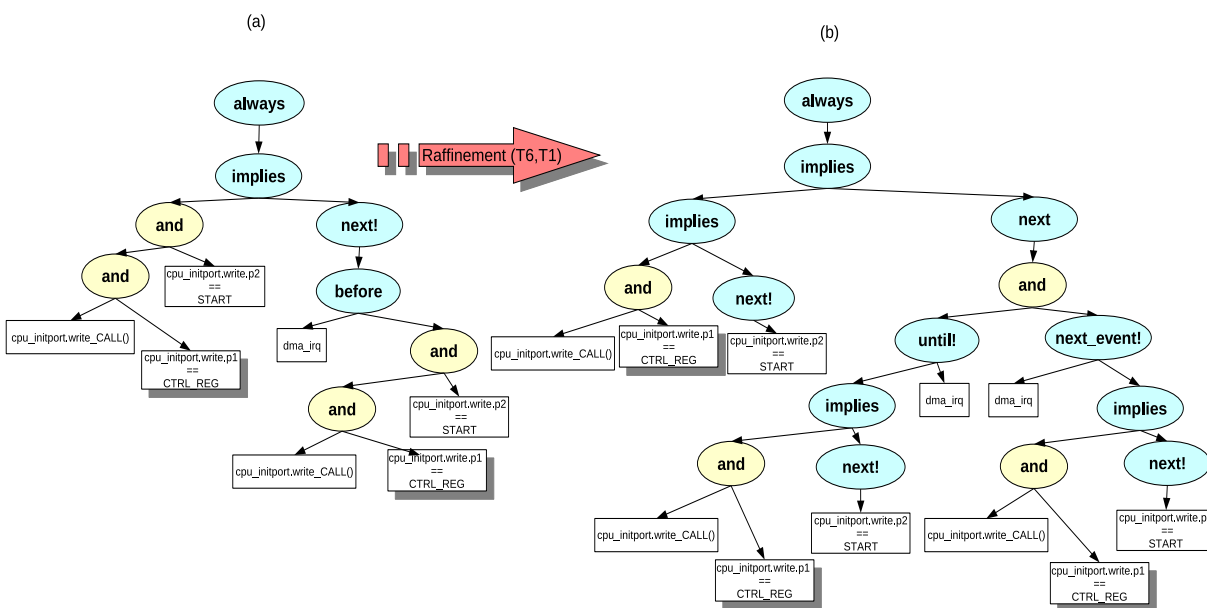 (a)
always
implies
and
next!
and
cpu_initport.write.p2
==
START
before
cpu_initport.write_CALL()
cpu_initport.write.p1
==
CTRL_REG
dma_irq
and
and
cpu_initport.write.p2
==
START
cpu_initport.write_CALL()
cpu_initport.write.p1
==
CTRL_REG
Raffinement (T6,T1)
(b)
always
implies
implies
next
and
next!
and
cpu_initport.write_CALL()
cpu_initport.write.p1
==
CTRL_REG
cpu_initport.write.p2
==
START
until!
next_event!
implies
dma_irq
dma_irq
implies
and
next!
and
next!
cpu_initport.write_CALL()
cpu_initport.write.p2
==
START
cpu_initport.write_CALL()
cpu_initport.write.p
==
START
cpu_initport.write.p1
==
CTRL_REG
cpu_initport.write.p1
==
CTRL_REG